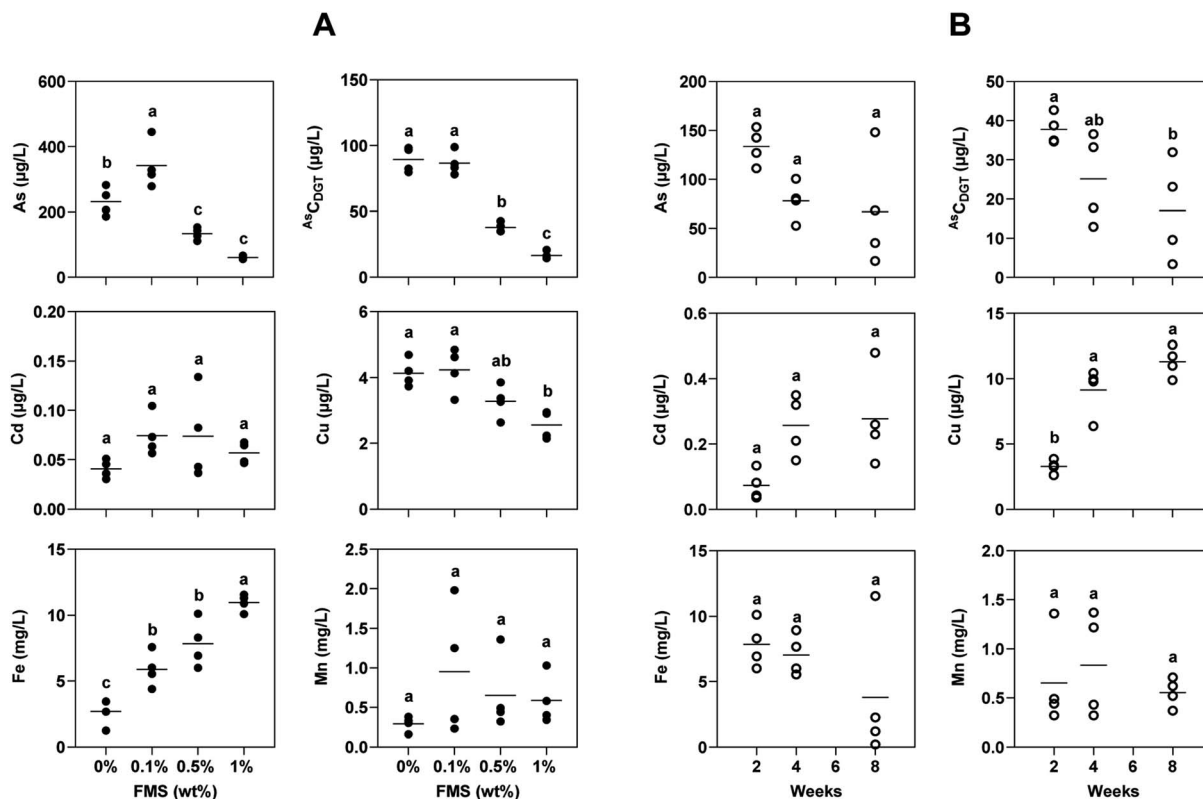 A
B
As (µg/L)
600
400
200
0
b
a
c
c
AsCDGT (µg/L)
150
100
50
0
a
a
b
c
As (µg/L)
200
150
100
50
0
a
a
a
AsCDGT (µg/L)
50
40
30
20
10
0
a
ab
b
Cd (µg/L)
0.20
0.15
0.10
0.05
0.00
a
a
a
a
Cu (µg/L)
6
4
2
0
a
a
ab
b
Cd (µg/L)
0.6
0.4
0.2
0.0
a
a
a
Cu (µg/L)
15
10
5
0
b
a
a
Fe (mg/L)
15
10
5
0
c
b
b
a
0% 0.1% 0.5% 1%
FMS (wt%)
Mn (mg/L)
2.5
2.0
1.5
1.0
0.5
0.0
a
a
a
a
0% 0.1% 0.5% 1%
FMS (wt%)
Fe (mg/L)
15
10
5
0
a
a
a
2 4 6 8
Weeks
Mn (mg/L)
2.0
1.5
1.0
0.5
0.0
a
a
a
2 4 6 8
Weeks